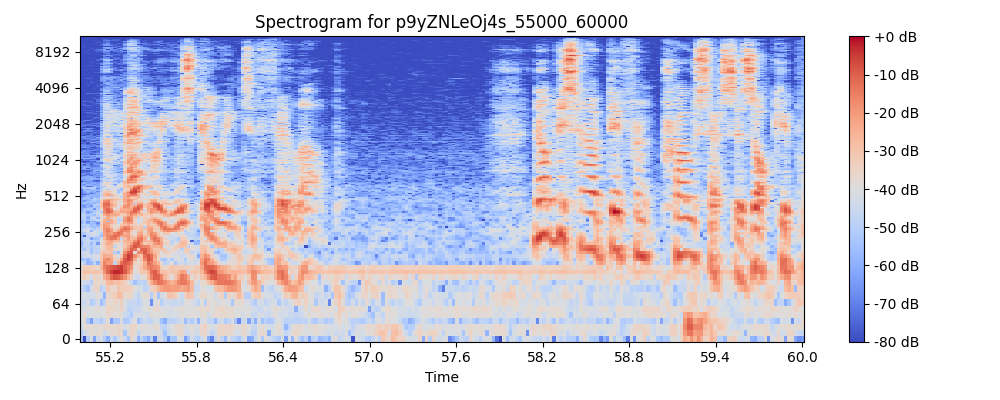 Spectrogram for p9yZNLeOj4s_55000_60000
Hz
8192
4096
2048
1024
512
256
128
64
0
55.2 55.8 56.4 57.0 57.6 58.2 58.8 59.4 60.0
Time
+0 dB
-10 dB
-20 dB
-30 dB
-40 dB
-50 dB
-60 dB
-70 dB
-80 dB